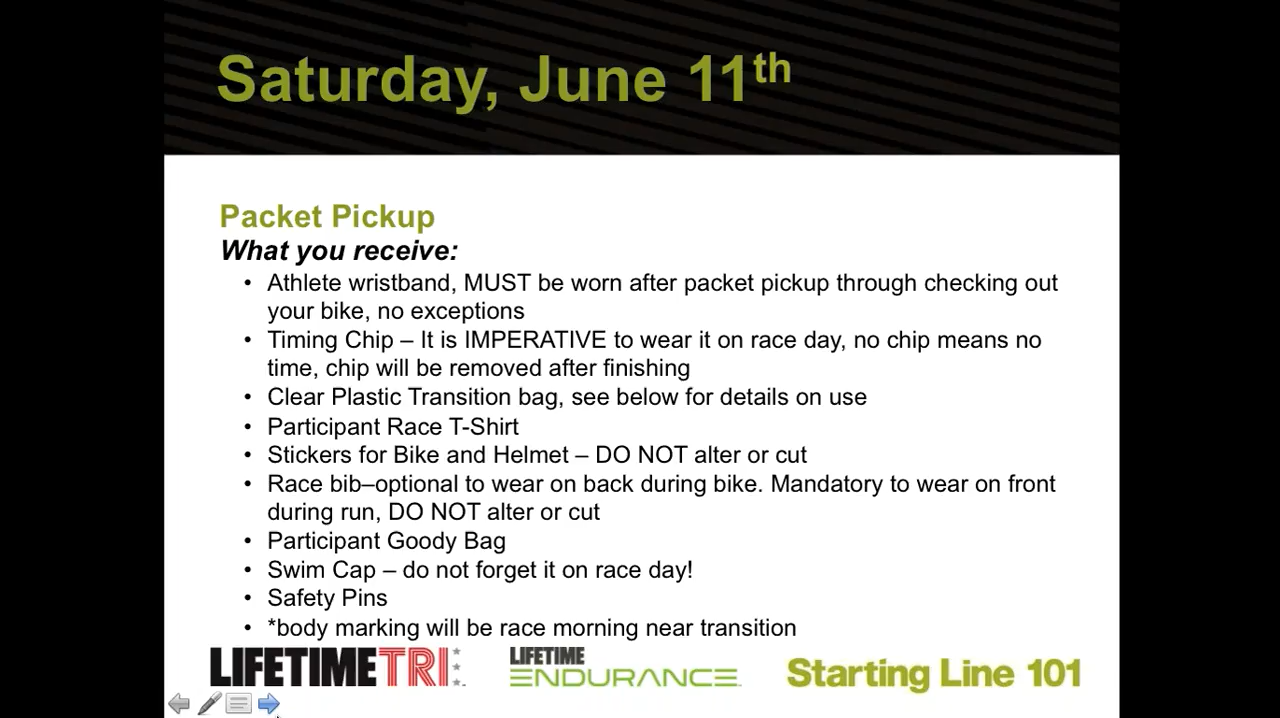 Saturday, June 11th
Packet Pickup
What you receive:
• Athlete wristband, MUST be worn after packet pickup through checking out
your bike, no exceptions
• Timing Chip – It is IMPERATIVE to wear it on race day, no chip means no
time, chip will be removed after finishing
• Clear Plastic Transition bag, see below for details on use
• Participant Race T-Shirt
• Stickers for Bike and Helmet – DO NOT alter or cut
• Race bib–optional to wear on back during bike. Mandatory to wear on front
during run, DO NOT alter or cut
• Participant Goody Bag
• Swim Cap – do not forget it on race day!
• Safety Pins
• *body marking will be race morning near transition
LIFETIMETRI
LIFETIME
ENDURANCE
Starting Line 101